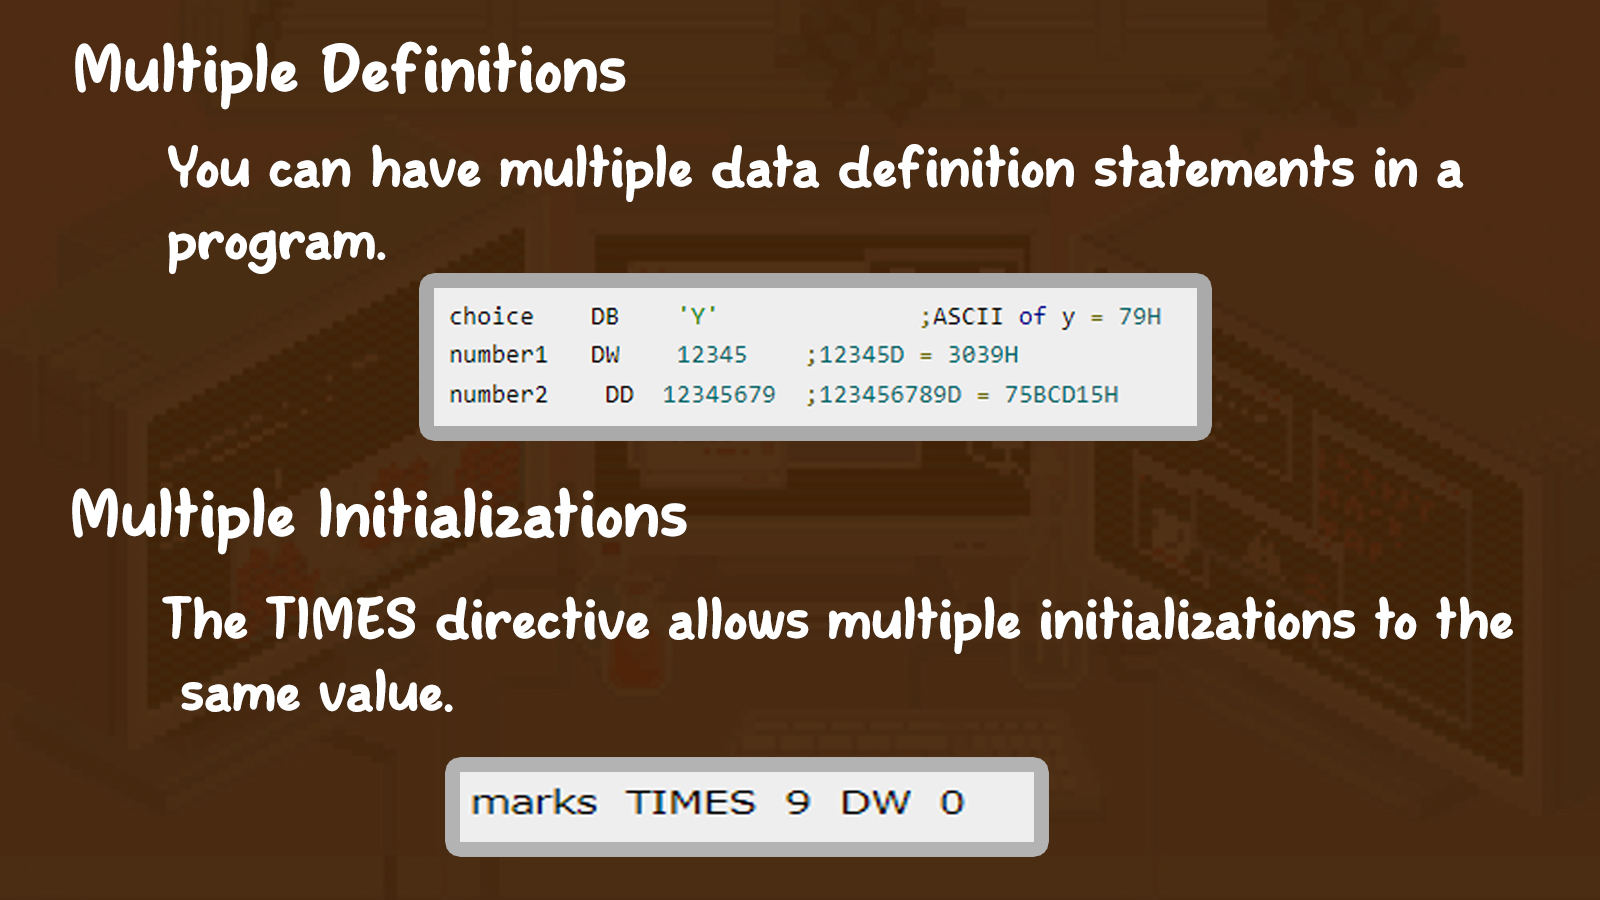 Multiple Definitions
You can have multiple data definition statements in a
program.
choice DB 'Y' ;ASCII of y = 79H
number1 DW 12345 ;12345D = 3039H
number2 DD 12345679 ;123456789D = 75BCD15H
Multiple Initializations
The TIMES directive allows multiple initializations to the
same value.
marks TIMES 9 DW 0